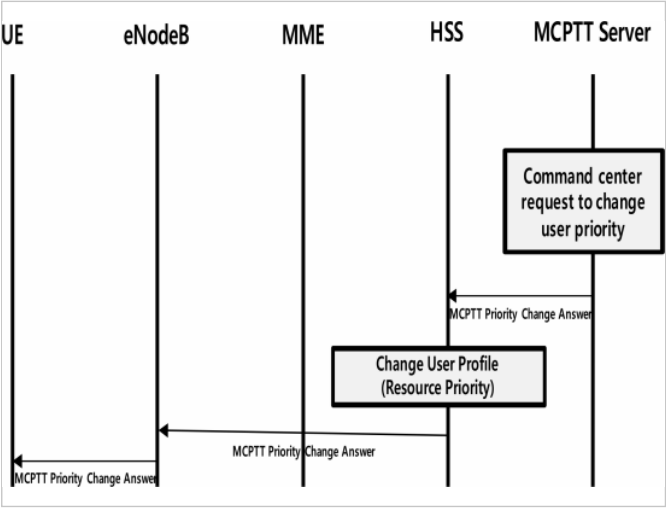 UE eNodeB MME HSS MCPTT Server
Command center
request to change
user priority
MCPTT Priority Change Answer
Change User Profile
(Resource Priority)
MCPTT Priority Change Answer
MCPTT Priority Change Answer